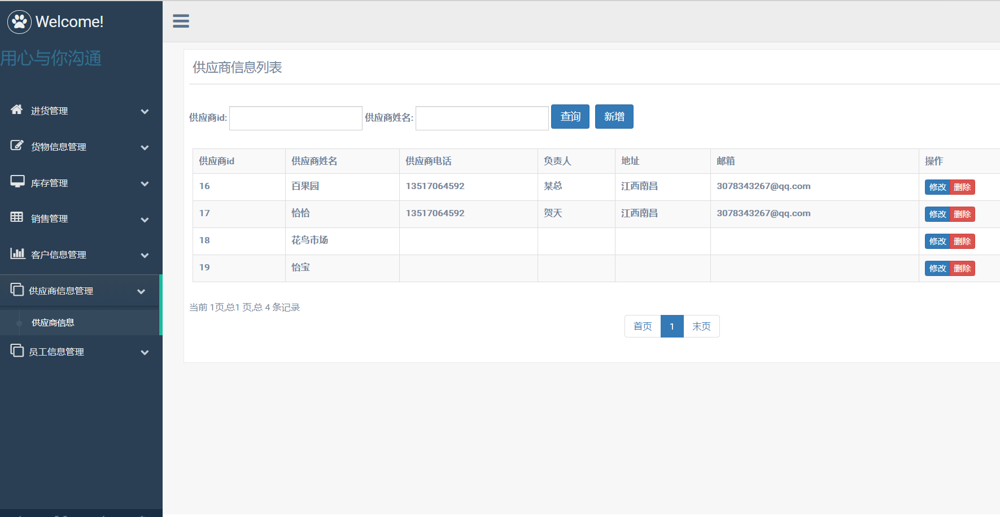 Welcome!
用心与你沟通
进货管理
货物信息管理
库存管理
销售管理
客户信息管理
供应商信息管理
供应商信息
员工信息管理
供应商信息列表
供应商id: 供应商姓名: 查询 新增
供应商id 供应商姓名 供应商电话 负责人 地址 邮箱 操作
16 百果园 13517064592 某总 江西南昌 3078343267@qq.com 修改 删除
17 恰恰 13517064592 贺天 江西南昌 3078343267@qq.com 修改 删除
18 花鸟市场 修改 删除
19 怡宝 修改 删除
当前 1页,总1 页,总 4 条记录
首页 1 末页